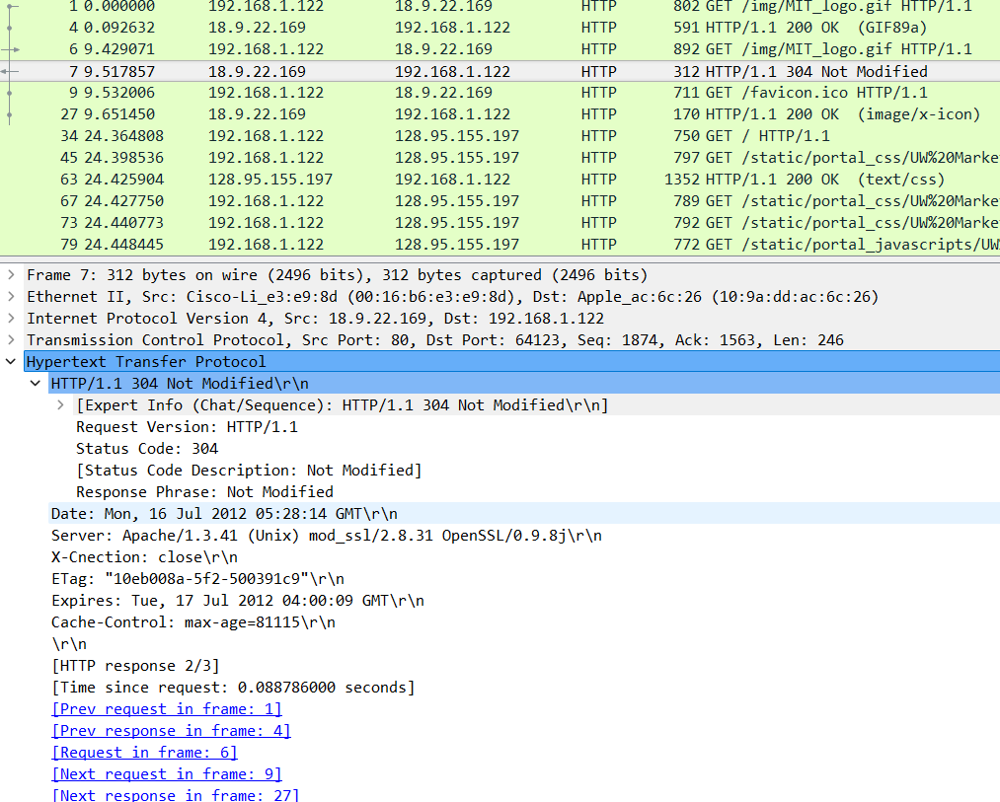 1 0.000000 192.168.1.122 18.9.22.169 HTTP 802 GET /img/MIT_logo.gif HTTP/1.1
4 0.092632 18.9.22.169 192.168.1.122 HTTP 591 HTTP/1.1 200 OK (GIF89a)
6 9.429071 192.168.1.122 18.9.22.169 HTTP 892 GET /img/MIT_logo.gif HTTP/1.1
7 9.517857 18.9.22.169 192.168.1.122 HTTP 312 HTTP/1.1 304 Not Modified
9 9.532006 192.168.1.122 18.9.22.169 HTTP 711 GET /favicon.ico HTTP/1.1
27 9.651450 18.9.22.169 192.168.1.122 HTTP 170 HTTP/1.1 200 OK (image/x-icon)
34 24.364808 192.168.1.122 128.95.155.197 HTTP 750 GET / HTTP/1.1
45 24.398536 192.168.1.122 128.95.155.197 HTTP 797 GET /static/portal_css/UW%20Marke
63 24.425904 128.95.155.197 192.168.1.122 HTTP 1352 HTTP/1.1 200 OK (text/css)
67 24.427750 192.168.1.122 128.95.155.197 HTTP 789 GET /static/portal_css/UW%20Marke
73 24.440773 192.168.1.122 128.95.155.197 HTTP 792 GET /static/portal_css/UW%20Marke
79 24.448445 192.168.1.122 128.95.155.197 HTTP 772 GET /static/portal_javascripts/UW
Frame 7: 312 bytes on wire (2496 bits), 312 bytes captured (2496 bits)
Ethernet II, Src: Cisco-Li_e3:e9:8d (00:16:b6:e3:e9:8d), Dst: Apple_ac:6c:26 (10:9a:dd:ac:6c:26)
Internet Protocol Version 4, Src: 18.9.22.169, Dst: 192.168.1.122
Transmission Control Protocol, Src Port: 80, Dst Port: 64123, Seq: 1874, Ack: 1563, Len: 246
Hypertext Transfer Protocol
HTTP/1.1 304 Not Modified\r\n
[Expert Info (Chat/Sequence): HTTP/1.1 304 Not Modified\r\n]
Request Version: HTTP/1.1
Status Code: 304
[Status Code Description: Not Modified]
Response Phrase: Not Modified
Date: Mon, 16 Jul 2012 05:28:14 GMT\r\n
Server: Apache/1.3.41 (Unix) mod_ssl/2.8.31 OpenSSL/0.9.8j\r\n
X-Cnection: close\r\n
ETag: "10eb008a-5f2-500391c9"\r\n
Expires: Tue, 17 Jul 2012 04:00:09 GMT\r\n
Cache-Control: max-age=81115\r\n
\r\n
[HTTP response 2/3]
[Time since request: 0.088786000 seconds]
[Prev request in frame: 1]
[Prev response in frame: 4]
[Request in frame: 6]
[Next request in frame: 9]
[Next response in frame: 27]